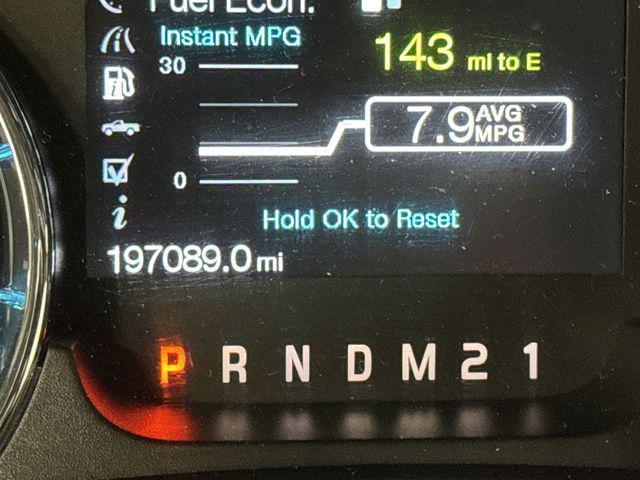 Fuel Econ.
Instant MPG
30
143 mi to E
7.9 AVG MPG
0
Hold OK to Reset
197089.0 mi
P R N D M 2 1